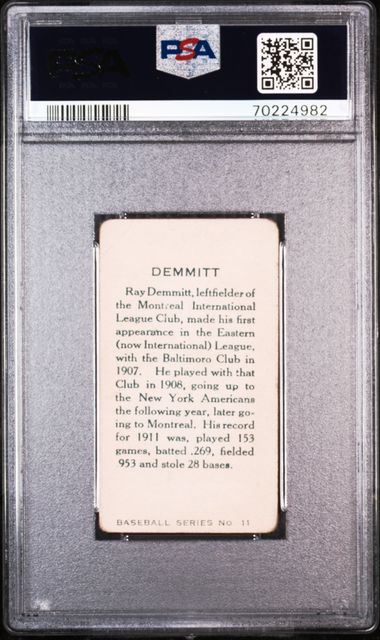 PSA
PSA
70224982
DEMMITT
Ray Demmitt, leftfielder of
the Montreal International
League Club, made his first
appearance in the Eastern
(now International) League,
with the Baltimoro Club in
1907. He played with that
Club in 1908, going up to
the New York Americans
the following year, later go-
ing to Montreal. His record
for 1911 was, played 153
games, batted .269, fielded
.953 and stole 28 bases.
BASEBALL SERIES No. 11